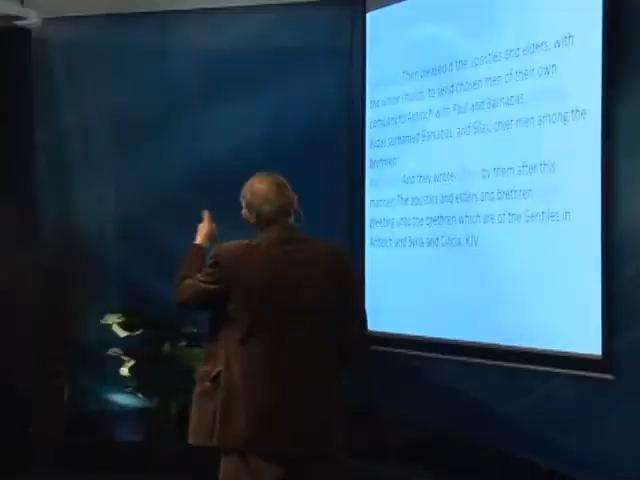 Then pleased it the apostles and elders, with
the whole church, to send chosen men of their own
company to Antioch with Paul and Barnabas
Judas surnamed Barsabas, and Silas, chief men among the
brethren:
And they wrote by them after this
manner; The apostles and elders and brethren
greeting unto the brethren which are of the Gentiles in
Antioch and Syria and Cilicia. KJV